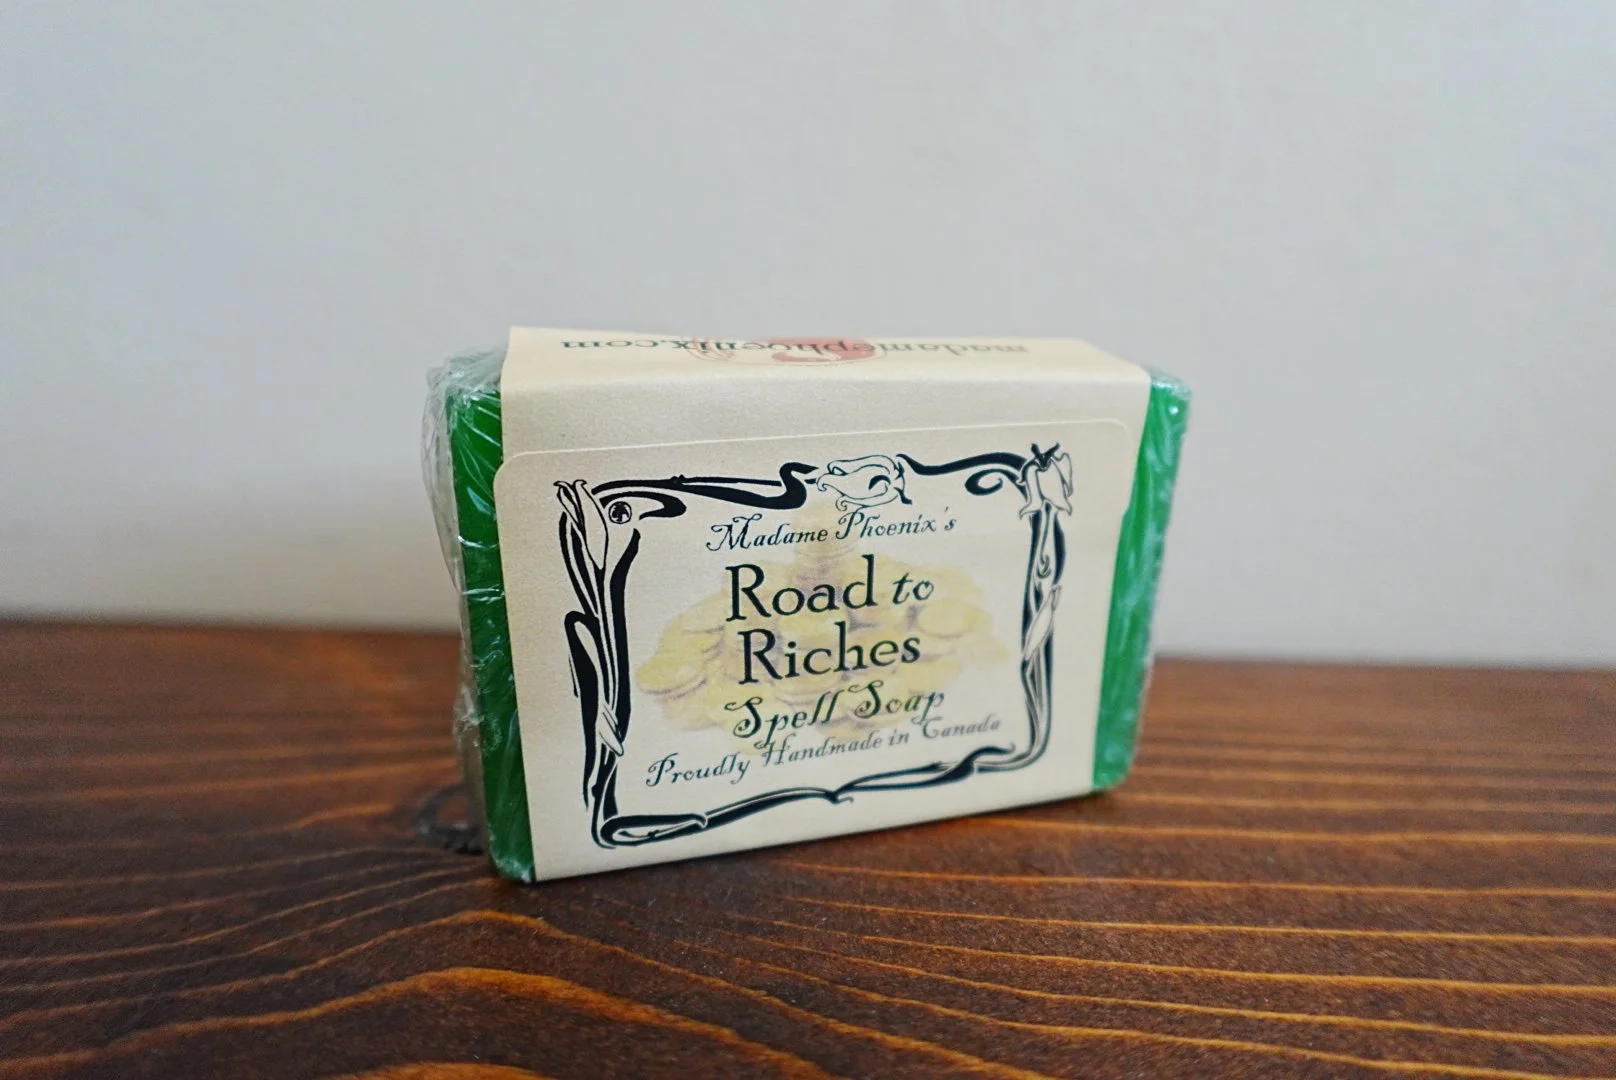 madamephoenix.com
Madame Phoenix's
Road to
Riches
Spell Soap
Proudly Handmade in Canada